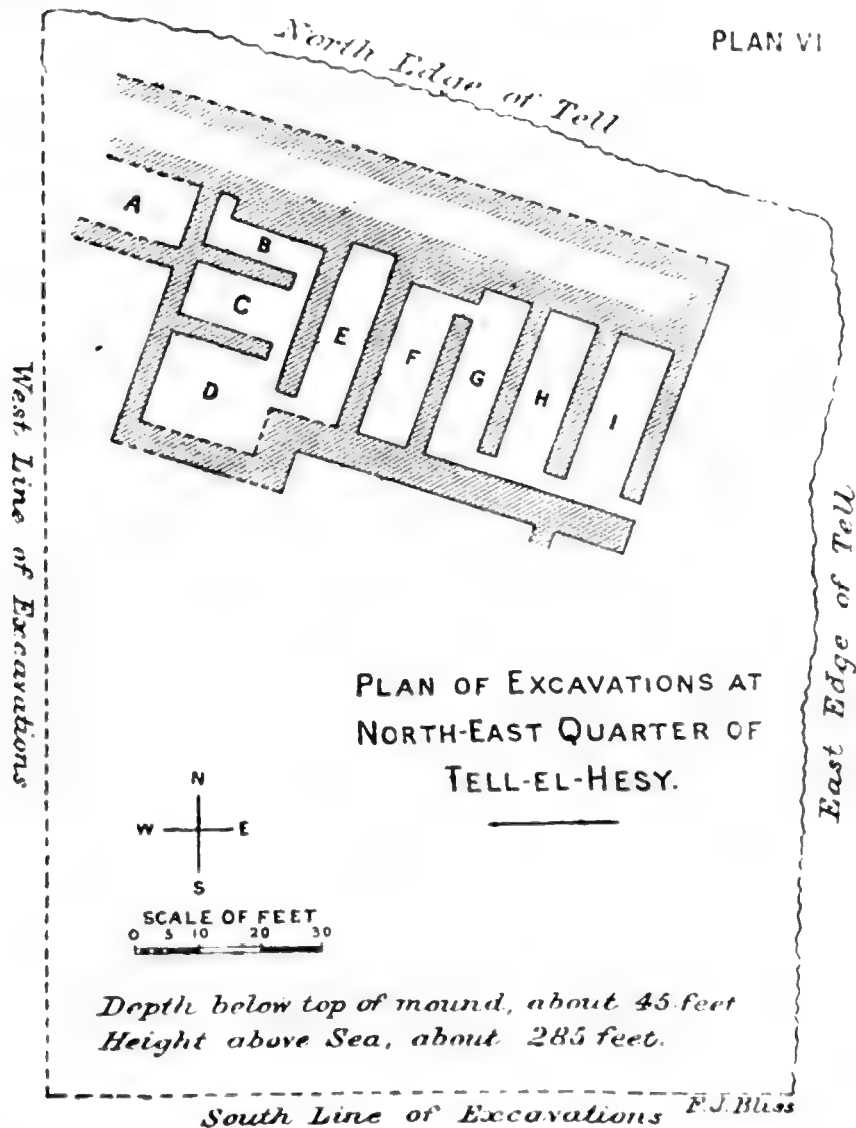 PLAN VI
North Edge of Tell
A
B
C
D
E
F
G
H
I
West Line of Excavations
East Edge of Tell
PLAN OF EXCAVATIONS AT
NORTH-EAST QUARTER OF
TELL-EL-HESY.
N
W E
S
SCALE OF FEET
0 5 10 20 30
Depth below top of mound, about 45 feet
Height above Sea, about 285 feet.
South Line of Excavations
F.J.Bliss